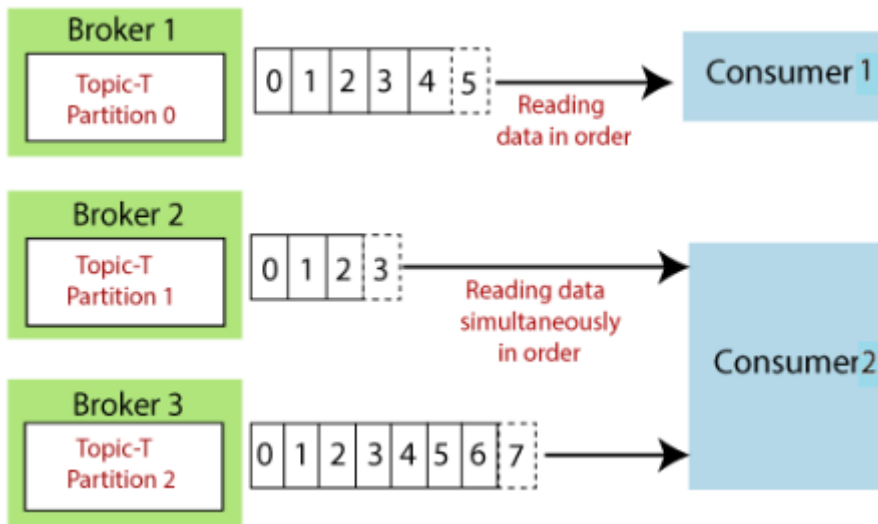 Broker 1
Topic-T
Partition 0
0 1 2 3 4 5
Reading
data in order
Consumer 1
Broker 2
Topic-T
Partition 1
0 1 2 3
Reading data
simultaneously
in order
Consumer 2
Broker 3
Topic-T
Partition 2
0 1 2 3 4 5 6 7